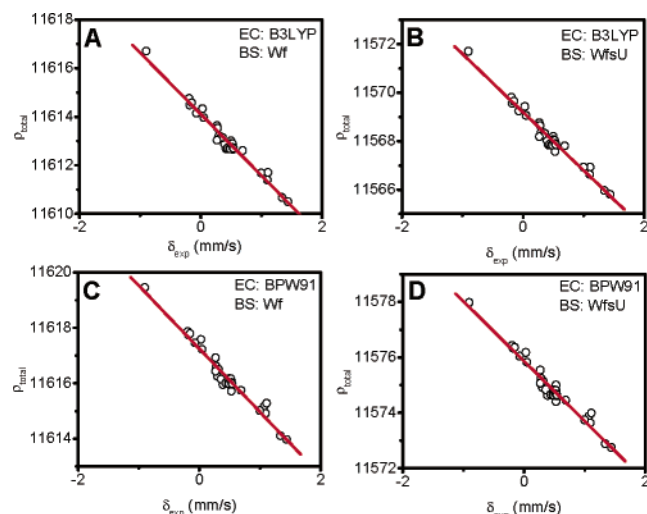 A
EC: B3LYP
BS: Wf
11618
11616
11614
11612
11610
ρtotal
-2
0
2
δexp (mm/s)
B
EC: B3LYP
BS: WfsU
11572
11570
11568
11566
ρtotal
-2
0
2
δexp (mm/s)
C
EC: BPW91
BS: Wf
11620
11618
11616
11614
ρtotal
-2
0
2
δexp (mm/s)
D
EC: BPW91
BS: WfsU
11578
11576
11574
11572
ρtotal
-2
0
2
δexp (mm/s)